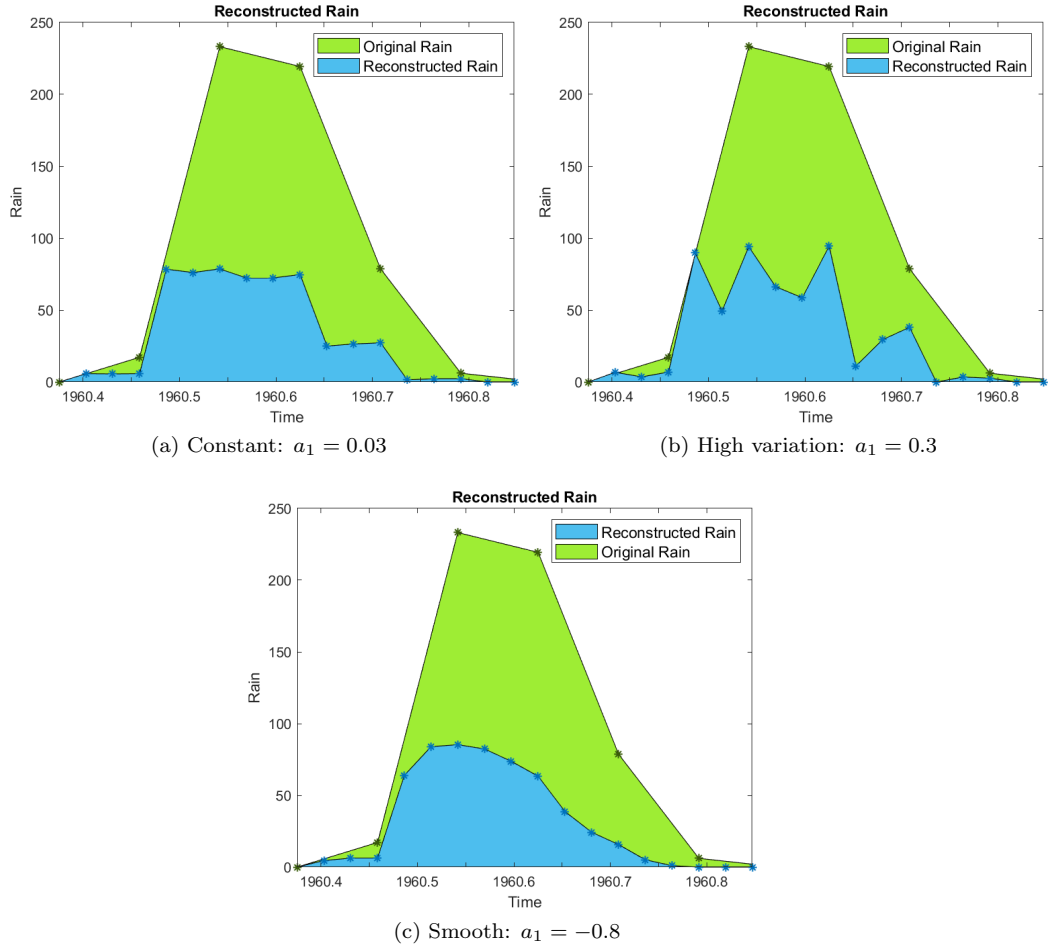 Reconstructed Rain
250
200
150
100
50
0
Rain
Original Rain
Reconstructed Rain
1960.4
1960.5
1960.6
1960.7
1960.8
Time
(a) Constant: a₁ = 0.03
Reconstructed Rain
250
200
150
100
50
0
Rain
Original Rain
Reconstructed Rain
1960.4
1960.5
1960.6
1960.7
1960.8
Time
(b) High variation: a₁ = 0.3
Reconstructed Rain
250
200
150
100
50
0
Rain
Reconstructed Rain
Original Rain
1960.4
1960.5
1960.6
1960.7
1960.8
Time
(c) Smooth: a₁ = −0.8